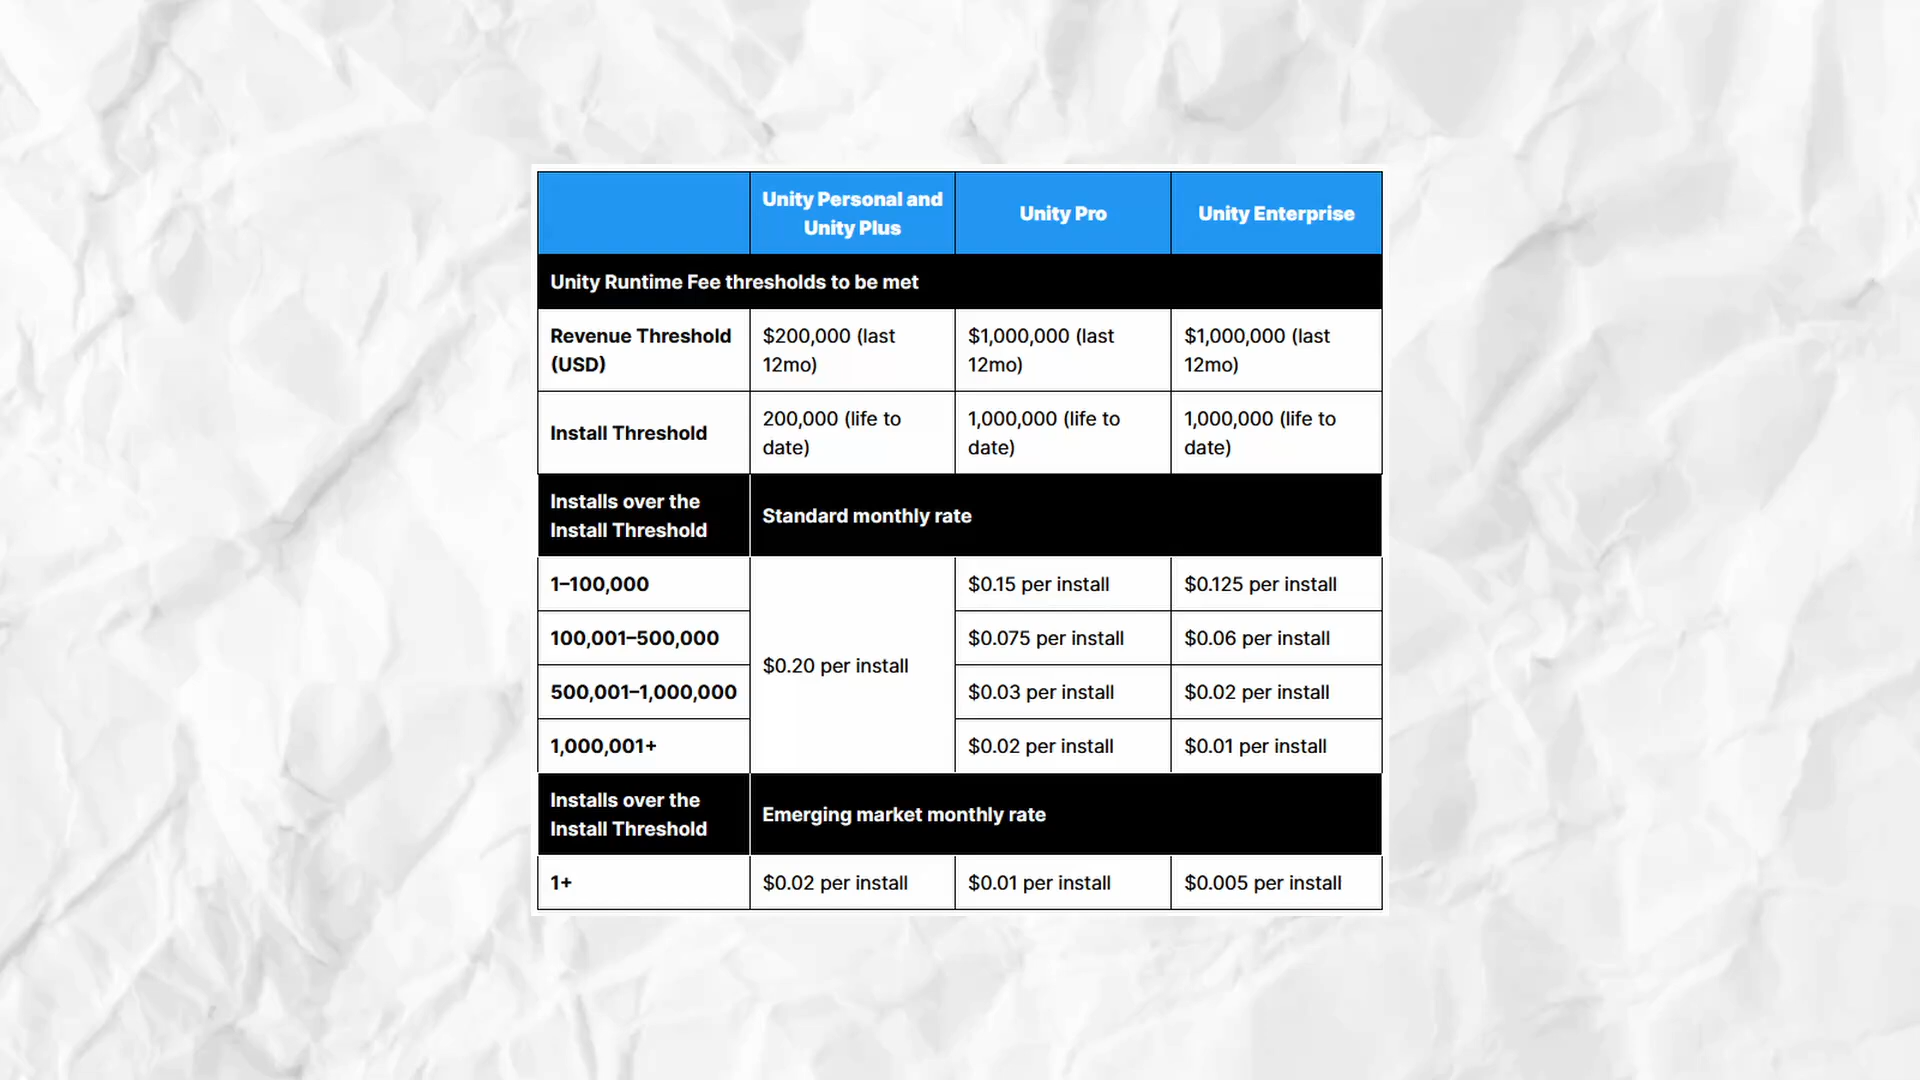 Unity Personal and
Unity Plus
Unity Pro
Unity Enterprise
Unity Runtime Fee thresholds to be met
Revenue Threshold
(USD)
$200,000 (last
12mo)
$1,000,000 (last
12mo)
$1,000,000 (last
12mo)
Install Threshold
200,000 (life to
date)
1,000,000 (life to
date)
1,000,000 (life to
date)
Installs over the
Install Threshold
Standard monthly rate
1–100,000
$0.20 per install
$0.15 per install
$0.125 per install
100,001–500,000
$0.075 per install
$0.06 per install
500,001–1,000,000
$0.03 per install
$0.02 per install
1,000,001+
$0.02 per install
$0.01 per install
Installs over the
Install Threshold
Emerging market monthly rate
1+
$0.02 per install
$0.01 per install
$0.005 per install